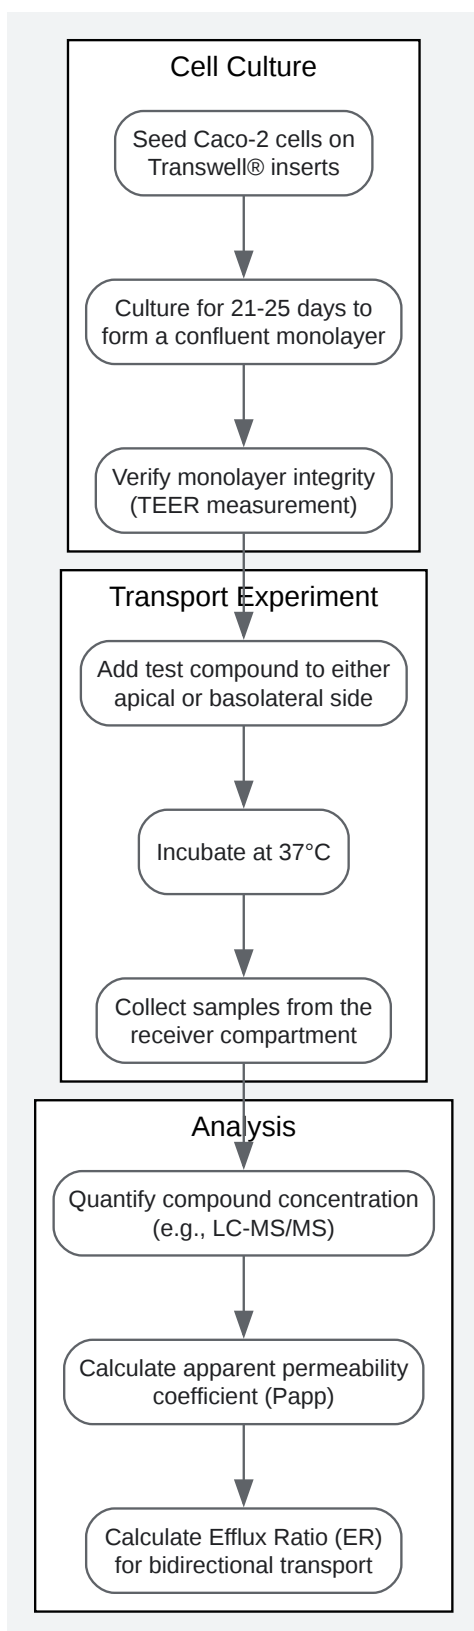 Cell Culture
Seed Caco-2 cells on
Transwell® inserts
Culture for 21-25 days to
form a confluent monolayer
Verify monolayer integrity
(TEER measurement)
Transport Experiment
Add test compound to either
apical or basolateral side
Incubate at 37°C
Collect samples from the
receiver compartment
Analysis
Quantify compound concentration
(e.g., LC-MS/MS)
Calculate apparent permeability
coefficient (Papp)
Calculate Efflux Ratio (ER)
for bidirectional transport